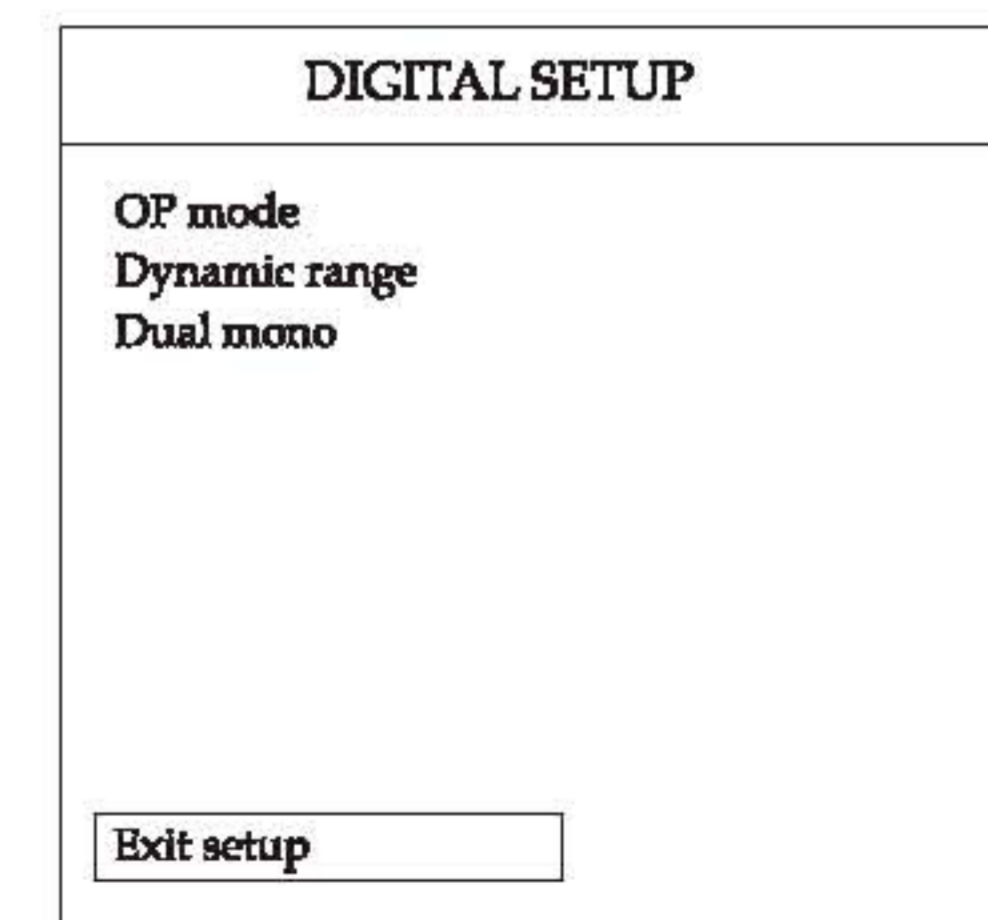 DIGITAL SETUP
OP mode
Dynamic range
Dual mono
Exit setup